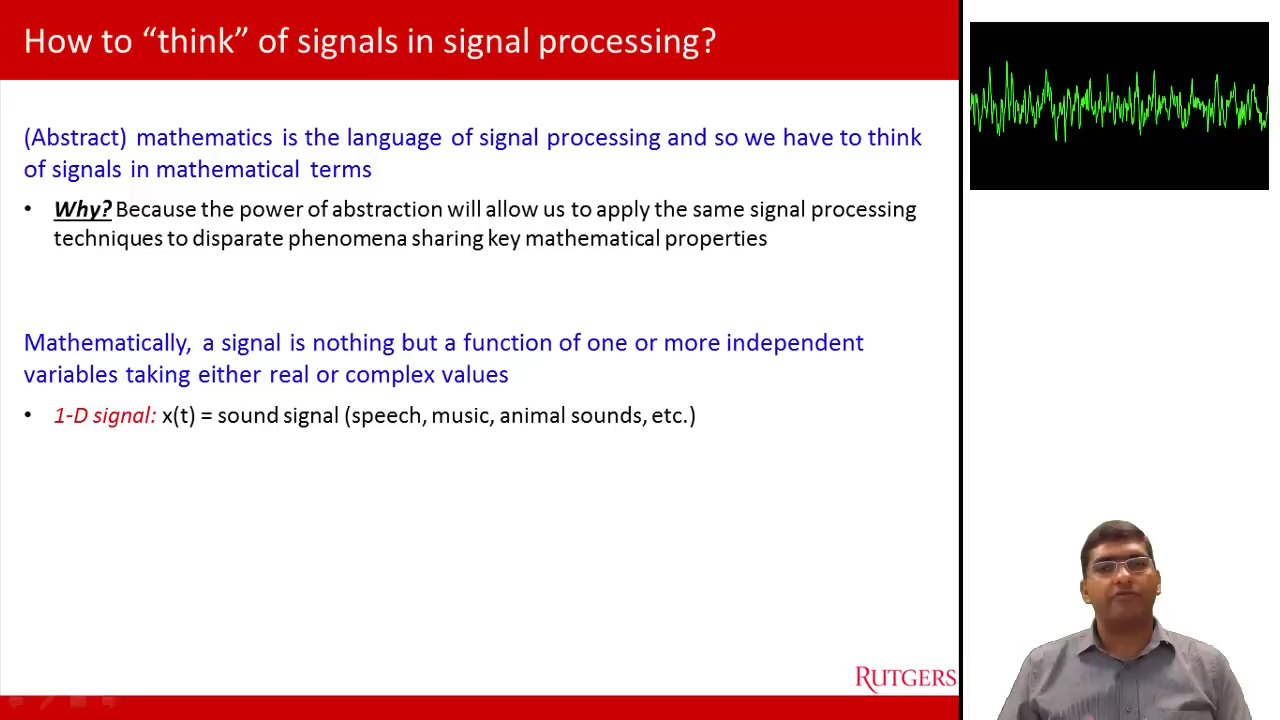 How to “think” of signals in signal processing?
(Abstract) mathematics is the language of signal processing and so we have to think
of signals in mathematical terms
• Why? Because the power of abstraction will allow us to apply the same signal processing
techniques to disparate phenomena sharing key mathematical properties
Mathematically, a signal is nothing but a function of one or more independent
variables taking either real or complex values
• 1-D signal: x(t) = sound signal (speech, music, animal sounds, etc.)
RUTGERS